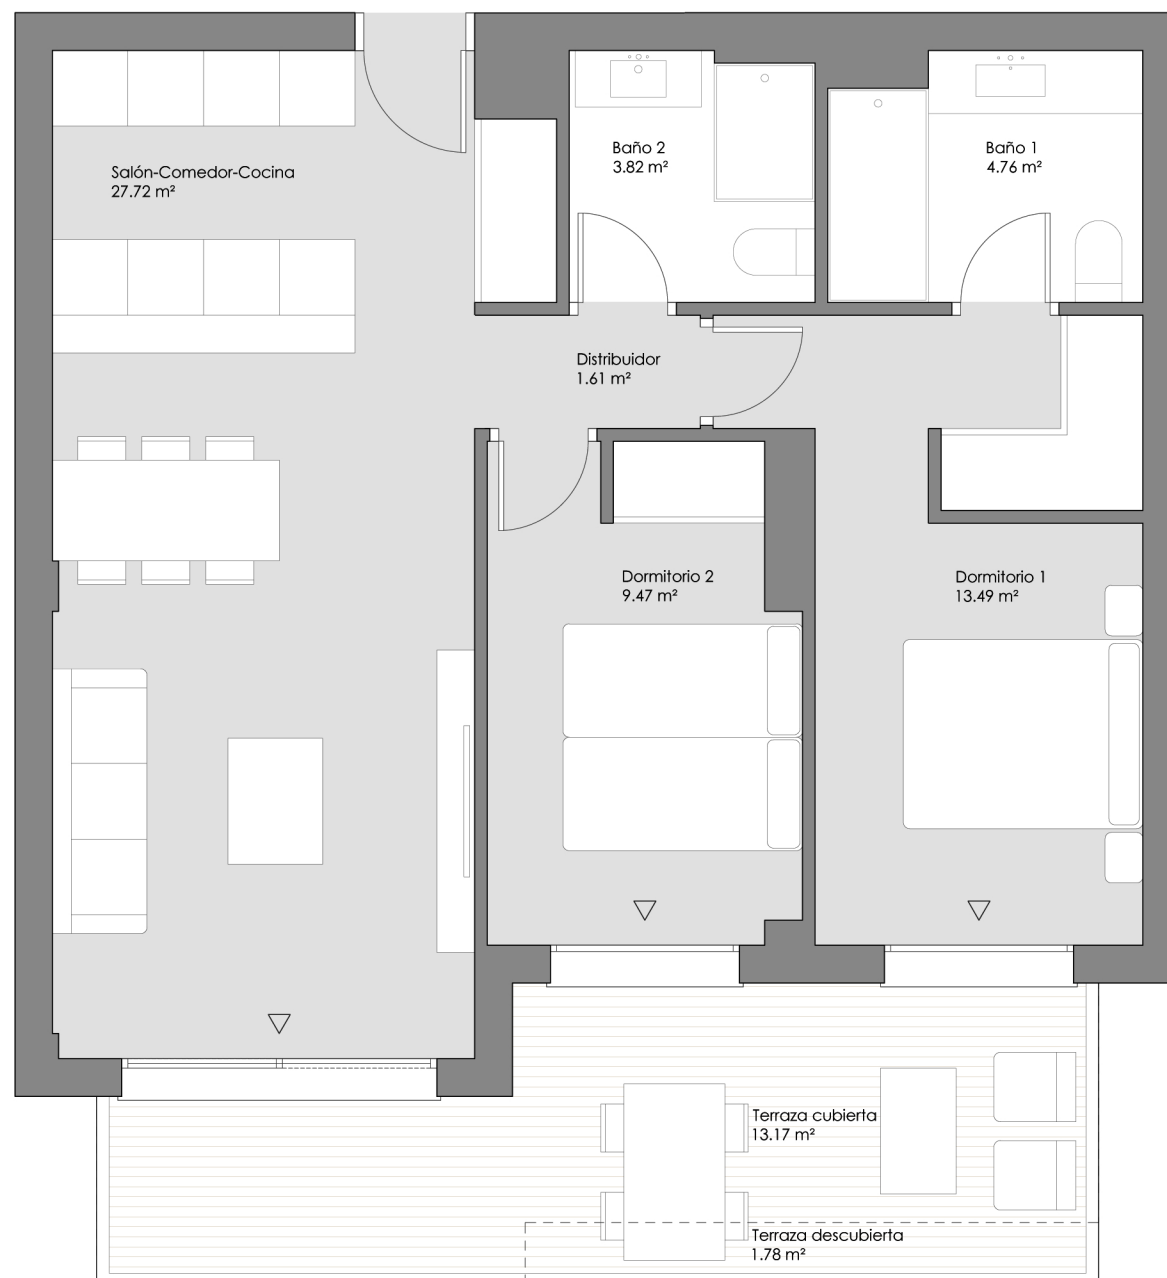 Baño 2
3.82 m²
Baño 1
4.76 m²
Salón-Comedor-Cocina
27.72 m²
Distribuidor
1.61 m²
Dormitorio 2
9.47 m²
Dormitorio 1
13.49 m²
Terraza cubierta
13.17 m²
Terraza descubierta
1.78 m²